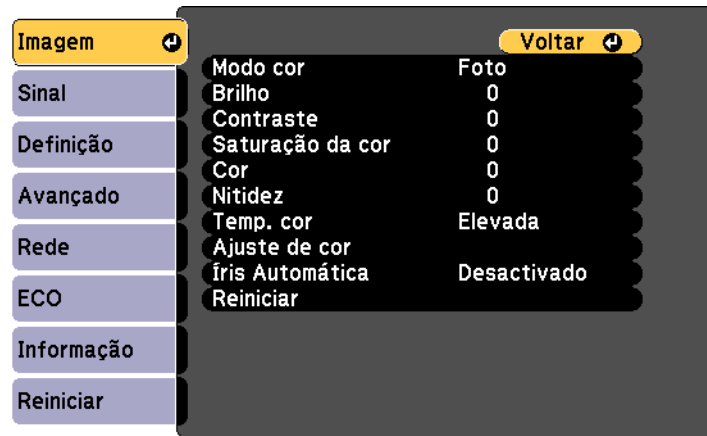 Imagem
Sinal
Definição
Avançado
Rede
ECO
Informação
Reiniciar
Voltar
Modo cor Foto
Brilho 0
Contraste 0
Saturação da cor 0
Cor 0
Nitidez 0
Temp. cor Elevada
Ajuste de cor
Íris Automática Desactivado
Reiniciar